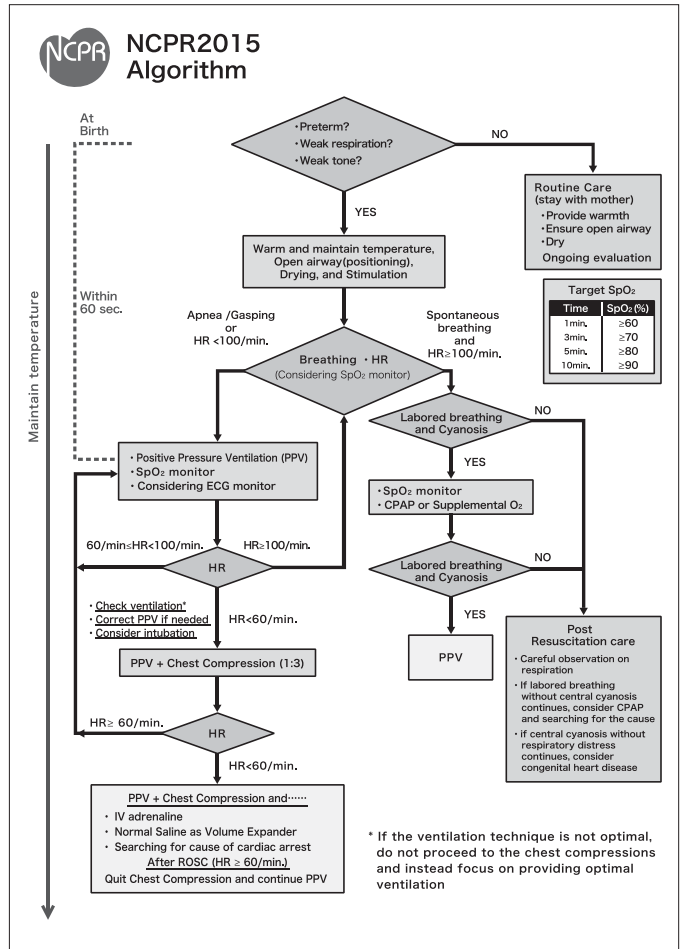 NCPR
NCPR2015
Algorithm
At
Birth
Within
60 sec.
Maintain temperature
・Preterm?
・Weak respiration?
・Weak tone?
NO
YES
Routine Care
(stay with mother)
・Provide warmth
・Ensure open airway
・Dry
Ongoing evaluation
Warm and maintain temperature,
Open airway(positioning),
Drying, and Stimulation
Target SpO₂
Time SpO₂(%)
1min. ≥60
3min. ≥70
5min. ≥80
10min. ≥90
Apnea /Gasping
or
HR <100/min.
Spontaneous
breathing
and
HR≥100/min.
Breathing ・HR
(Considering SpO₂ monitor)
Labored breathing
and Cyanosis
NO
YES
・Positive Pressure Ventilation (PPV)
・SpO₂ monitor
・Considering ECG monitor
・SpO₂ monitor
・CPAP or Supplemental O₂
60/min≤HR<100/min.
HR≥100/min.
HR
Labored breathing
and Cyanosis
NO
YES
・Check ventilation*
・Correct PPV if needed
・Consider intubation
HR<60/min.
PPV
PPV + Chest Compression (1:3)
Post
Resuscitation care
・Careful observation on
respiration
・If labored breathing
without central cyanosis
continues, consider CPAP
and searching for the cause
・if central cyanosis without
respiratory distress
continues, consider
congenital heart disease
HR≥ 60/min.
HR
HR<60/min.
PPV + Chest Compression and……
・IV adrenaline
・Normal Saline as Volume Expander
・Searching for cause of cardiac arrest
After ROSC (HR ≥ 60/min.)
Quit Chest Compression and continue PPV
* If the ventilation technique is not optimal,
do not proceed to the chest compressions
and instead focus on providing optimal
ventilation